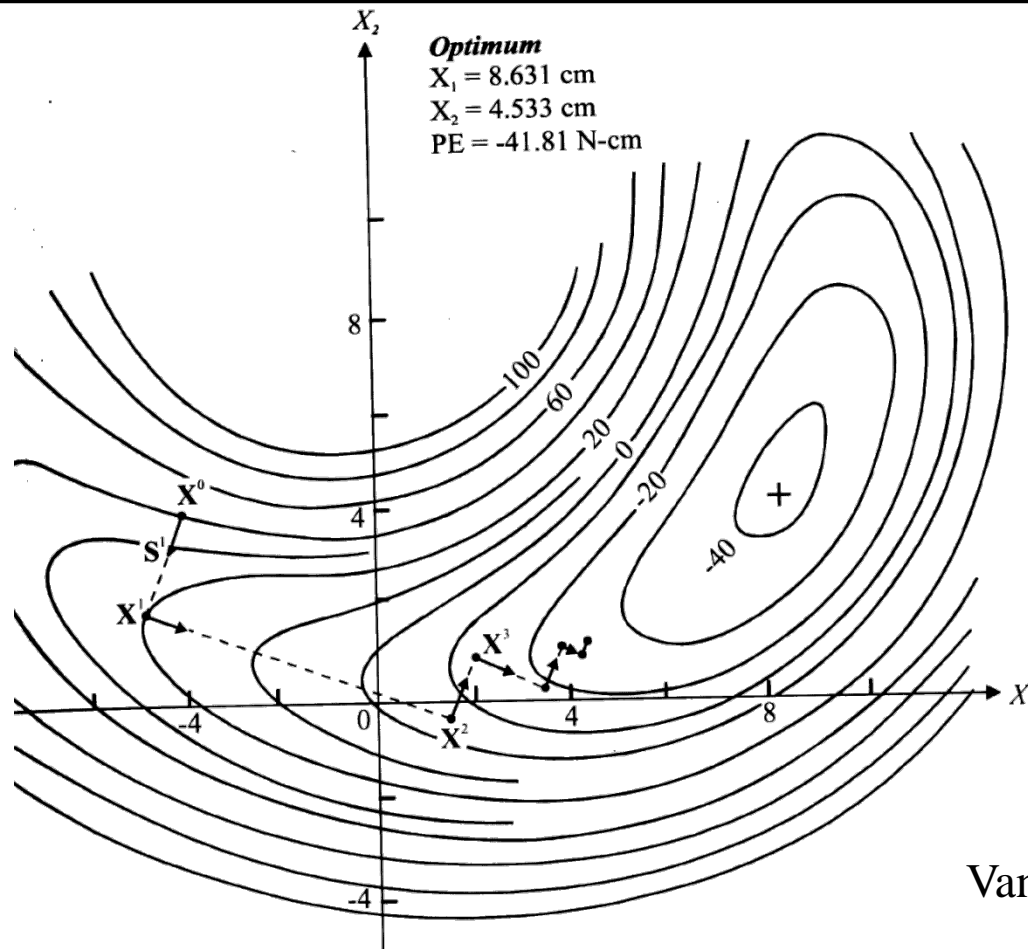 X₂
Optimum
X₁ = 8.631 cm
X₂ = 4.533 cm
PE = -41.81 N-cm
8
100
60
20
0
-20
-40
X⁰
4
S¹
X¹
X³
-4
0
4
8
X
X²
-4
Van